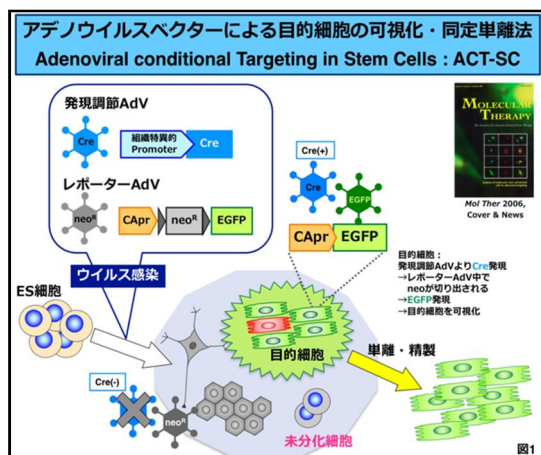 アデノウイルスベクターによる目的細胞の可視化・同定単離法
Adenoviral conditional Targeting in Stem Cells : ACT-SC
発現調節AdV
Cre
組織特異的
Promoter
Cre
レポーターAdV
neoR
CApr
neoR
EGFP
ウイルス感染
ES細胞
Cre(+)
Cre
EGFP
CApr
EGFP
MOLECULAR
THERAPY
Mol Ther 2006,
Cover & News
目的細胞：
発現調節AdVよりCre発現
→レポーターAdV中で
neoが切り出される
→EGFP発現
→目的細胞を可視化
目的細胞
単離・精製
Cre(-)
neoR
未分化細胞
図1